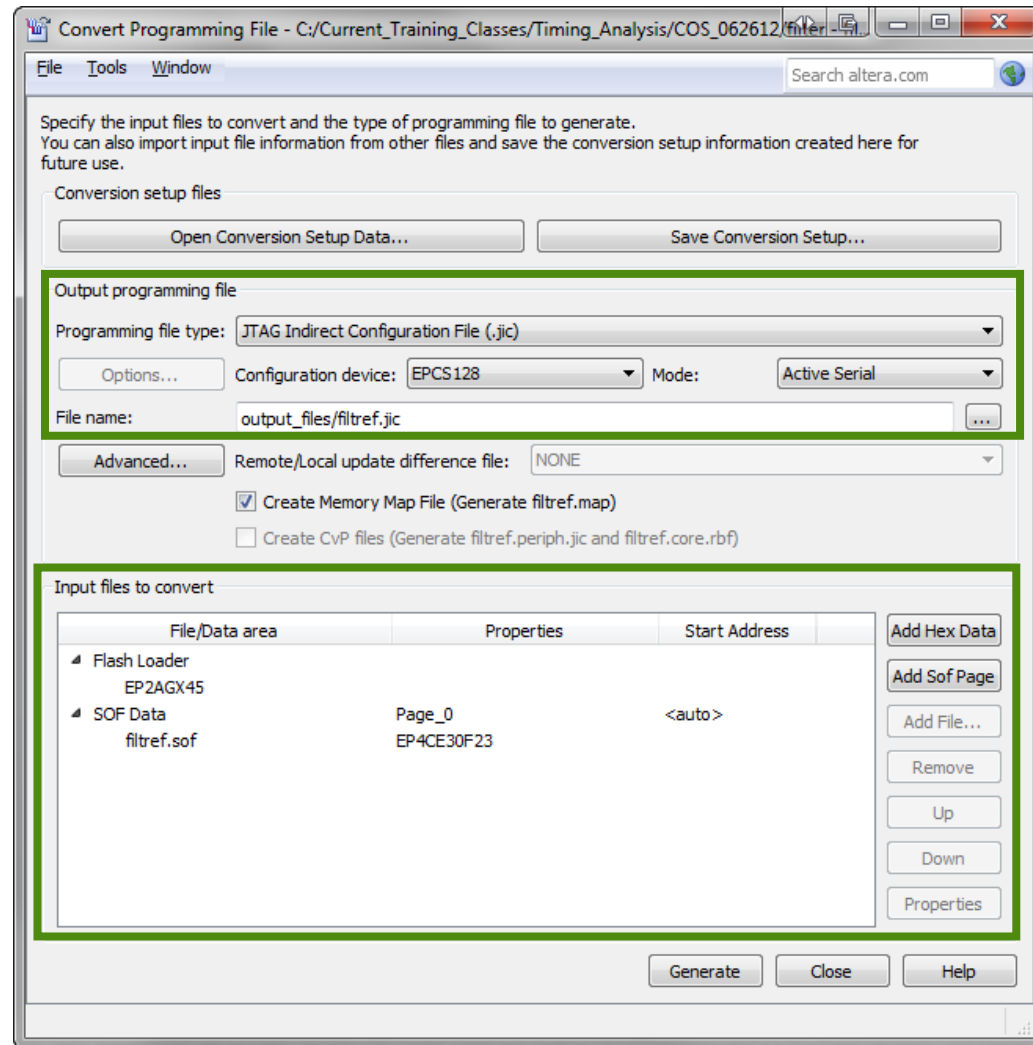 Convert Programming File - C:/Current_Training_Classes/Timing_Analysis/COS_062612/filter - fil...
File Tools Window
Search altera.com
Specify the input files to convert and the type of programming file to generate.
You can also import input file information from other files and save the conversion setup information created here for
future use.
Conversion setup files
Open Conversion Setup Data... Save Conversion Setup...
Output programming file
Programming file type: JTAG Indirect Configuration File (.jic)
Options... Configuration device: EPCS128 Mode: Active Serial
File name: output_files/filtref.jic ...
Advanced... Remote/Local update difference file: NONE
Create Memory Map File (Generate filtref.map)
Create CvP files (Generate filtref.periph.jic and filtref.core.rbf)
Input files to convert
File/Data area Properties Start Address
Add Hex Data
Flash Loader
EP2AGX45
Add Sof Page
SOF Data Page_0 <auto>
Add File...
filtref.sof EP4CE30F23
Remove
Up
Down
Properties
Generate Close Help